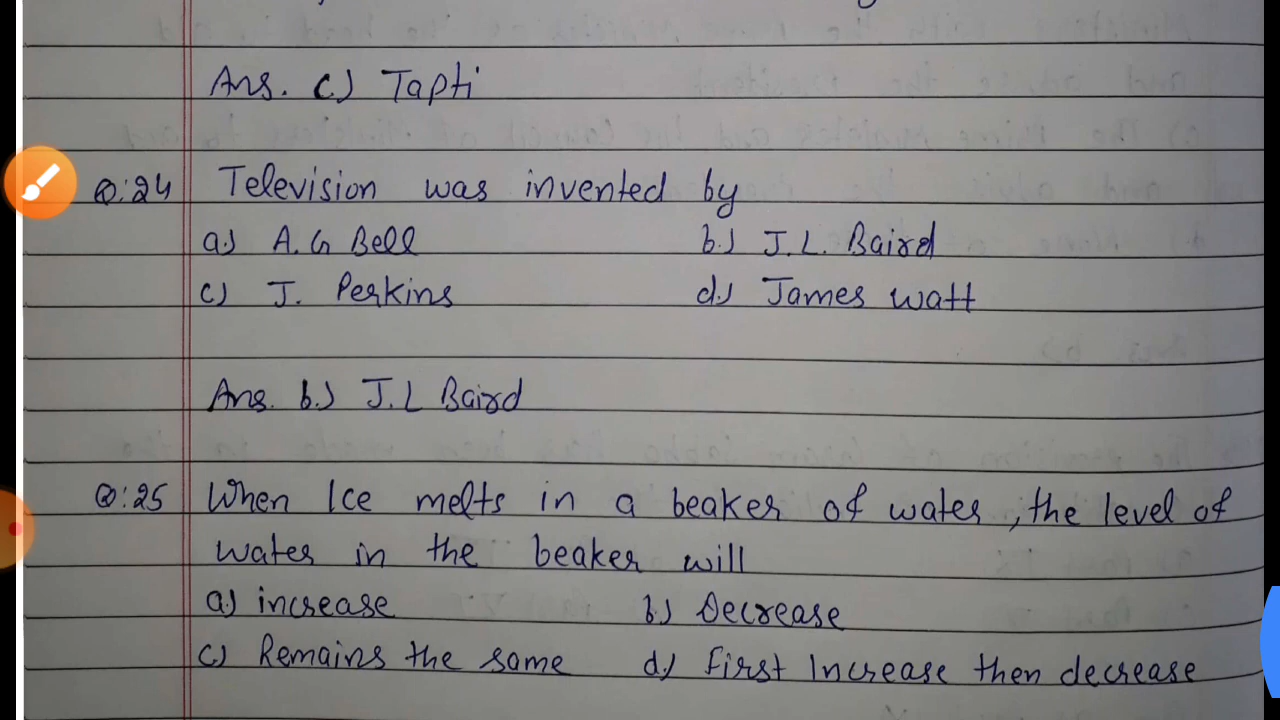 Ans. c.) Tapti
Q:24 Television was invented by
a.) A.G Bell b.) J.L. Baird
c.) J. Perkins d.) James watt
Ans. b.) J.L Baird
Q:25 When Ice melts in a beaker of water, the level of
water in the beaker will
a.) increase b.) Decrease
c.) Remains the same d.) First Increase then decrease